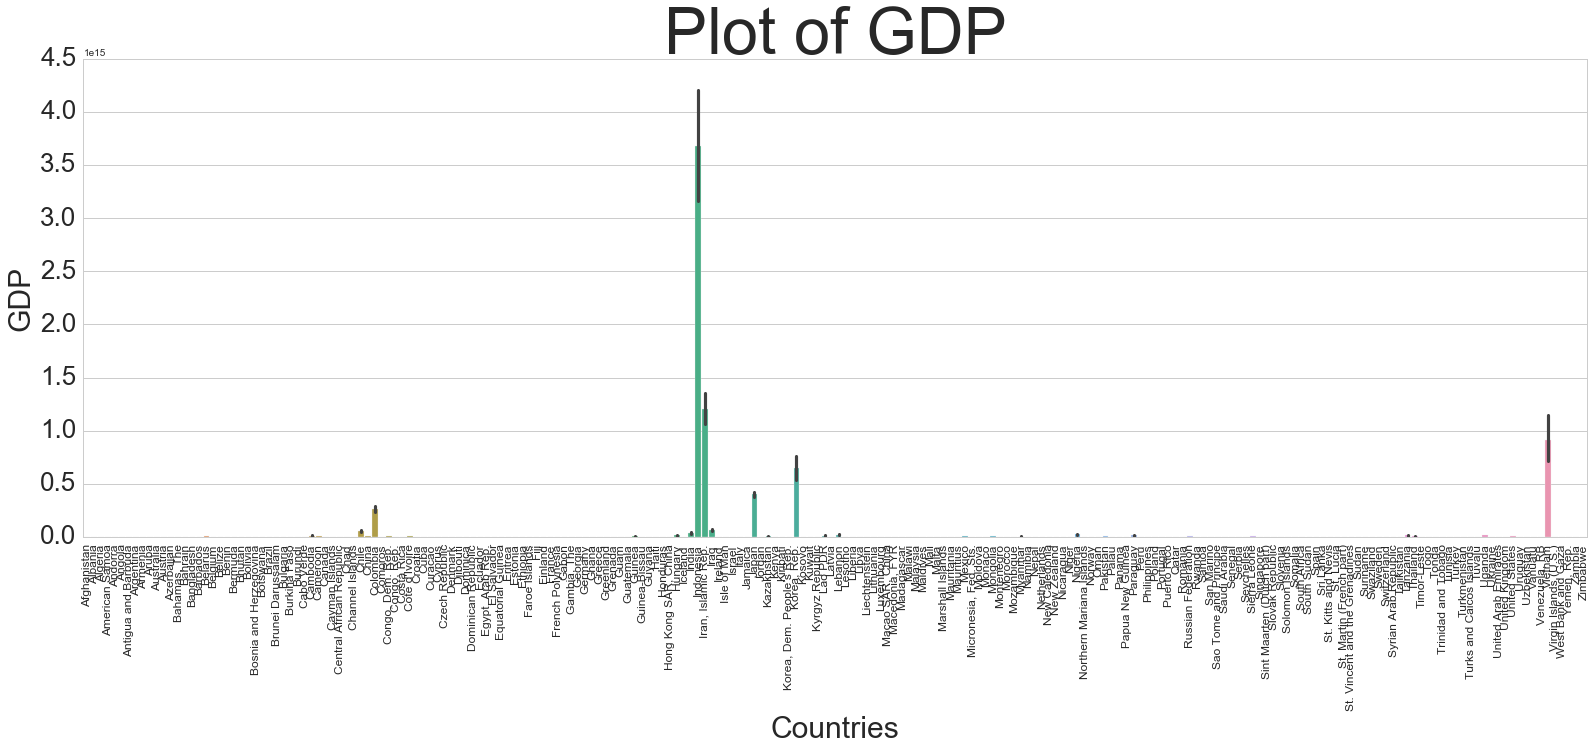 Plot of GDP
1e15
4.5
4.0
3.5
3.0
2.5
2.0
1.5
1.0
0.5
0.0
GDP
Afghanistan
Albania
Algeria
American Samoa
Andorra
Angola
Antigua and Barbuda
Argentina
Armenia
Aruba
Australia
Austria
Azerbaijan
Bahamas, The
Bahrain
Bangladesh
Barbados
Belarus
Belgium
Belize
Benin
Bermuda
Bhutan
Bolivia
Bosnia and Herzegovina
Botswana
Brazil
Brunei Darussalam
Bulgaria
Burkina Faso
Burundi
Cabo Verde
Cambodia
Cameroon
Canada
Cayman Islands
Central African Republic
Chad
Channel Islands
Chile
China
Colombia
Comoros
Congo, Dem. Rep.
Congo, Rep.
Costa Rica
Cote d'Ivoire
Croatia
Cuba
Curacao
Cyprus
Czech Republic
Denmark
Djibouti
Dominica
Dominican Republic
Ecuador
Egypt, Arab Rep.
El Salvador
Equatorial Guinea
Eritrea
Estonia
Ethiopia
Faroe Islands
Fiji
Finland
France
French Polynesia
Gabon
Gambia, The
Georgia
Germany
Ghana
Greece
Greenland
Grenada
Guam
Guatemala
Guinea
Guinea-Bissau
Guyana
Haiti
Honduras
Hong Kong SAR, China
Hungary
Iceland
India
Indonesia
Iran, Islamic Rep.
Iraq
Ireland
Isle of Man
Israel
Italy
Jamaica
Japan
Jordan
Kazakhstan
Kenya
Kiribati
Korea, Dem. People's Rep.
Korea, Rep.
Kosovo
Kuwait
Kyrgyz Republic
Lao PDR
Latvia
Lebanon
Lesotho
Liberia
Libya
Liechtenstein
Lithuania
Luxembourg
Macao SAR, China
Macedonia, FYR
Madagascar
Malawi
Malaysia
Maldives
Mali
Malta
Marshall Islands
Mauritania
Mauritius
Mexico
Micronesia, Fed. Sts.
Moldova
Monaco
Mongolia
Montenegro
Morocco
Mozambique
Myanmar
Namibia
Nepal
Netherlands
New Caledonia
New Zealand
Nicaragua
Niger
Nigeria
Northern Mariana Islands
Norway
Oman
Pakistan
Palau
Panama
Papua New Guinea
Paraguay
Peru
Philippines
Poland
Portugal
Puerto Rico
Qatar
Romania
Russian Federation
Rwanda
Samoa
San Marino
Sao Tome and Principe
Saudi Arabia
Senegal
Serbia
Seychelles
Sierra Leone
Singapore
Sint Maarten (Dutch part)
Slovak Republic
Slovenia
Solomon Islands
Somalia
South Africa
South Sudan
Spain
Sri Lanka
St. Kitts and Nevis
St. Lucia
St. Martin (French part)
St. Vincent and the Grenadines
Sudan
Suriname
Swaziland
Sweden
Switzerland
Syrian Arab Republic
Tajikistan
Tanzania
Thailand
Timor-Leste
Togo
Tonga
Trinidad and Tobago
Tunisia
Turkey
Turkmenistan
Turks and Caicos Islands
Tuvalu
Uganda
Ukraine
United Arab Emirates
United Kingdom
United States
Uruguay
Uzbekistan
Vanuatu
Venezuela, RB
Vietnam
Virgin Islands (U.S.)
West Bank and Gaza
Yemen, Rep.
Zambia
Zimbabwe
Countries